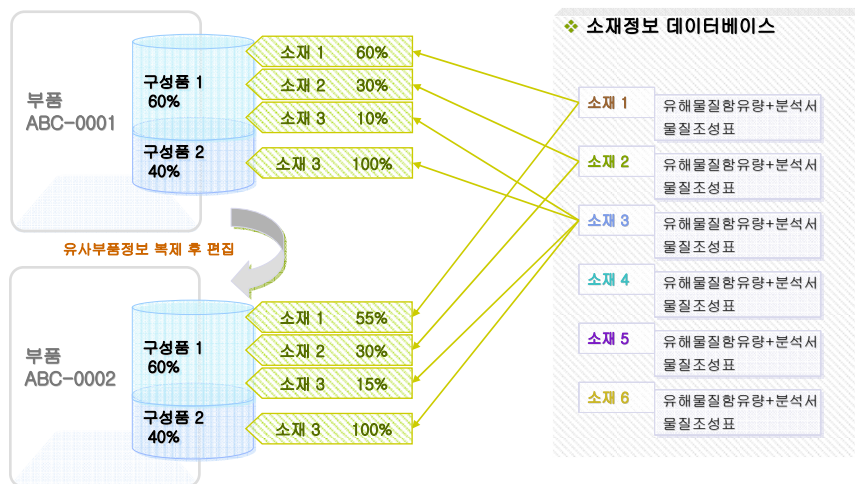 부품
ABC-0001
구성품 1
60%
구성품 2
40%
소재 1 60%
소재 2 30%
소재 3 10%
소재 3 100%
유사부품정보 복제 후 편집
부품
ABC-0002
구성품 1
60%
구성품 2
40%
소재 1 55%
소재 2 30%
소재 3 15%
소재 3 100%
❖ 소재정보 데이터베이스
소재 1
유해물질함유량+분석서
물질조성표
소재 2
유해물질함유량+분석서
물질조성표
소재 3
유해물질함유량+분석서
물질조성표
소재 4
유해물질함유량+분석서
물질조성표
소재 5
유해물질함유량+분석서
물질조성표
소재 6
유해물질함유량+분석서
물질조성표